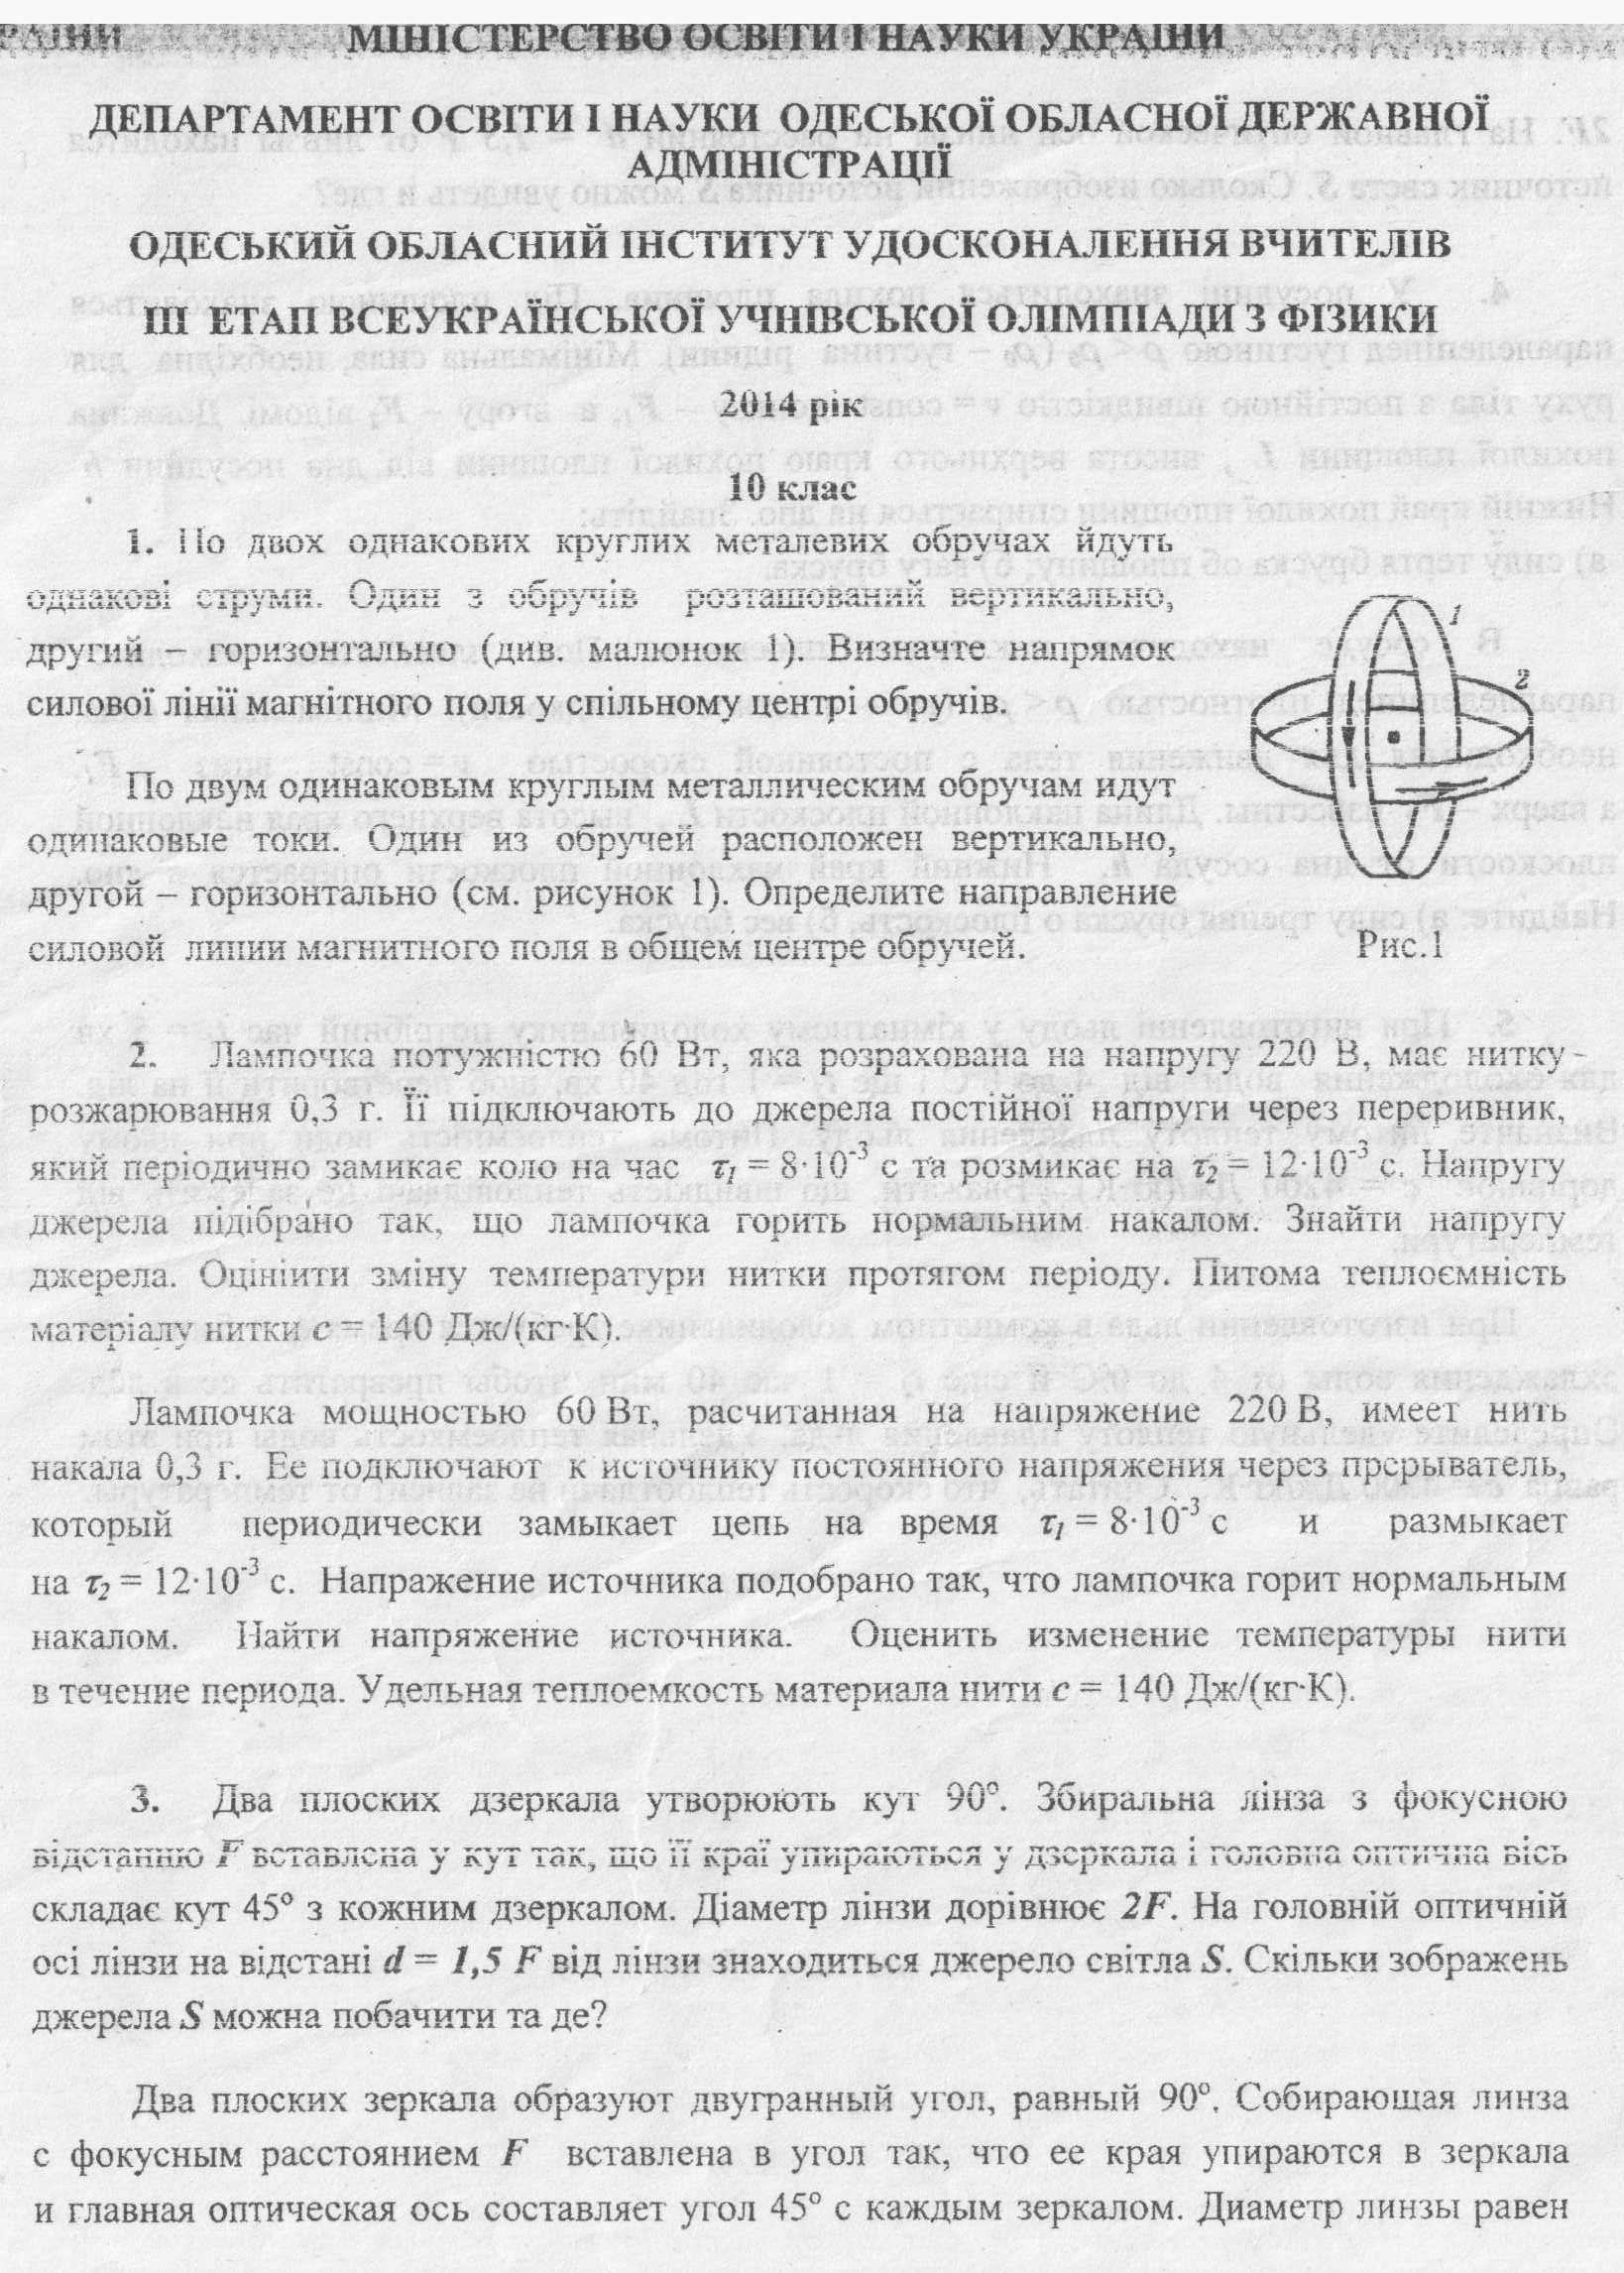 МІНІСТЕРСТВО ОСВІТИ І НАУКИ УКРАЇНИ
ДЕПАРТАМЕНТ ОСВІТИ І НАУКИ ОДЕСЬКОЇ ОБЛАСНОЇ ДЕРЖАВНОЇ
АДМІНІСТРАЦІЇ
ОДЕСЬКИЙ ОБЛАСНИЙ ІНСТИТУТ УДОСКОНАЛЕННЯ ВЧИТЕЛІВ
ІІІ ЕТАП ВСЕУКРАЇНСЬКОЇ УЧНІВСЬКОЇ ОЛІМПІАДИ З ФІЗИКИ
2014 рік
10 клас
1. По двох однакових круглих металевих обручах йдуть
однакові струми. Один з обручів розташований вертикально,
другий – горизонтально (див. малюнок 1). Визначте напрямок
силової лінії магнітного поля у спільному центрі обручів.
1
2
По двум одинаковым круглым металлическим обручам идут
одинаковые токи. Один из обручей расположен вертикально,
другой – горизонтально (см. рисунок 1). Определите направление
силовой линии магнитного поля в общем центре обручей.
Рис.1
2. Лампочка потужністю 60 Вт, яка розрахована на напругу 220 В, має нитку
розжарювання 0,3 г. Її підключають до джерела постійної напруги через переривник,
який періодично замикає коло на час τ₁ = 8·10⁻³ с та розмикає на τ₂ = 12·10⁻³ с. Напругу
джерела підібрано так, що лампочка горить нормальним накалом. Знайти напругу
джерела. Оцініити зміну температури нитки протягом періоду. Питома теплоємність
матеріалу нитки c = 140 Дж/(кг·К).
Лампочка мощностью 60 Вт, расчитанная на напряжение 220 В, имеет нить
накала 0,3 г. Ее подключают к источнику постоянного напряжения через прерыватель,
который периодически замыкает цепь на время τ₁ = 8·10⁻³ с и размыкает
на τ₂ = 12·10⁻³ с. Напражение источника подобрано так, что лампочка горит нормальным
накалом. Найти напряжение источника. Оценить изменение температуры нити
в течение периода. Удельная теплоемкость материала нити c = 140 Дж/(кг·К).
3. Два плоских дзеркала утворюють кут 90°. Збиральна лінза з фокусною
відстанню F вставлена у кут так, що її краї упираються у дзеркала і головна оптична вісь
складає кут 45° з кожним дзеркалом. Діаметр лінзи дорівнює 2F. На головній оптичній
осі лінзи на відстані d = 1,5 F від лінзи знаходиться джерело світла S. Скільки зображень
джерела S можна побачити та де?
Два плоских зеркала образуют двугранный угол, равный 90°. Собирающая линза
с фокусным расстоянием F вставлена в угол так, что ее края упираются в зеркала
и главная оптическая ось составляет угол 45° с каждым зеркалом. Диаметр линзы равен